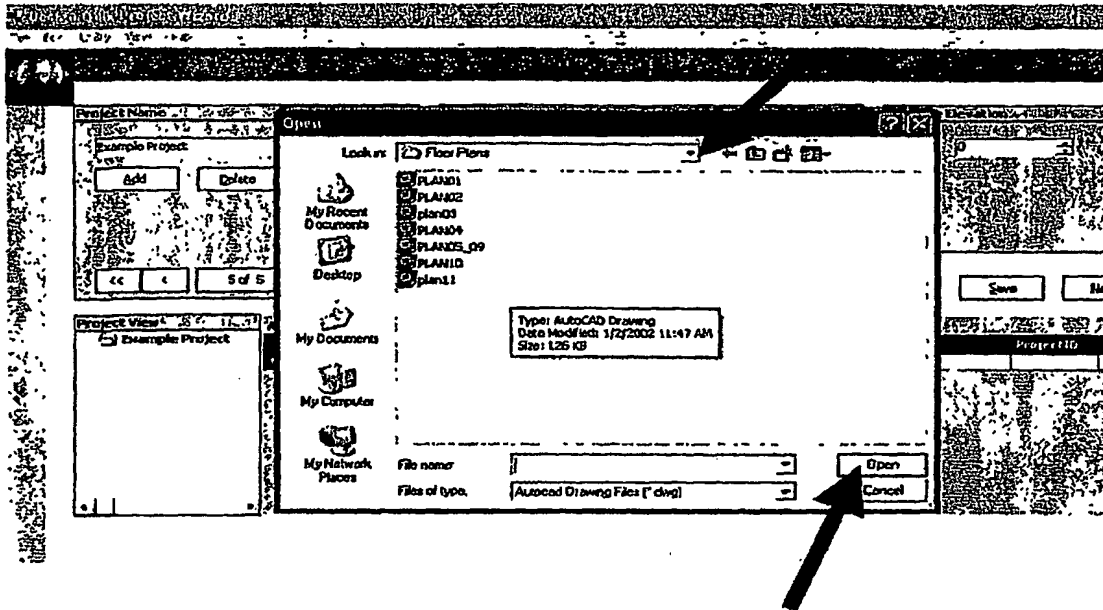 Project Name
Example Project
Add
Delete
<<
<
5 of 5
Project View
Example Project
Open
Look in:
Floor Plans
PLAN01
PLAN02
plan03
PLAN04
PLAN05_09
PLAN10
plan11
My Recent
Documents
Desktop
My Documents
My Computer
My Network
Places
Type: AutoCAD Drawing
Date Modified: 1/2/2002 11:47 AM
Size: 126 KB
File name:
Open
Files of type:
Autocad Drawing Files (*.dwg)
Cancel
Elevation
0
Save
ProjectID